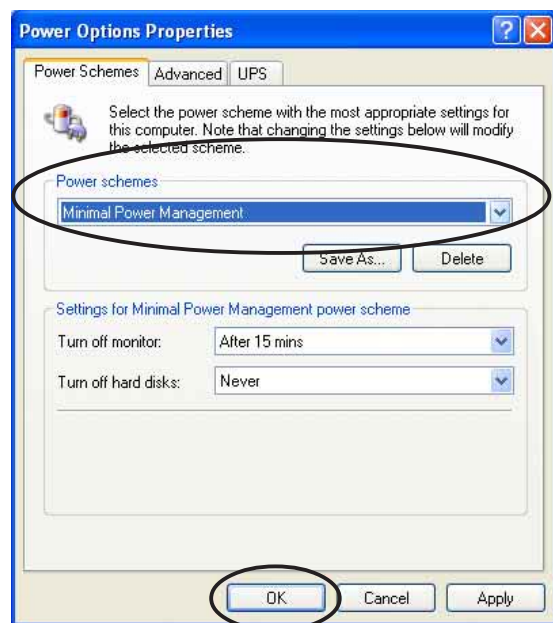 Power Options Properties
Power Schemes Advanced UPS
Select the power scheme with the most appropriate settings for
this computer. Note that changing the settings below will modify
the selected scheme.
Power schemes
Minimal Power Management
Save As... Delete
Settings for Minimal Power Management power scheme
Turn off monitor: After 15 mins
Turn off hard disks: Never
OK Cancel Apply